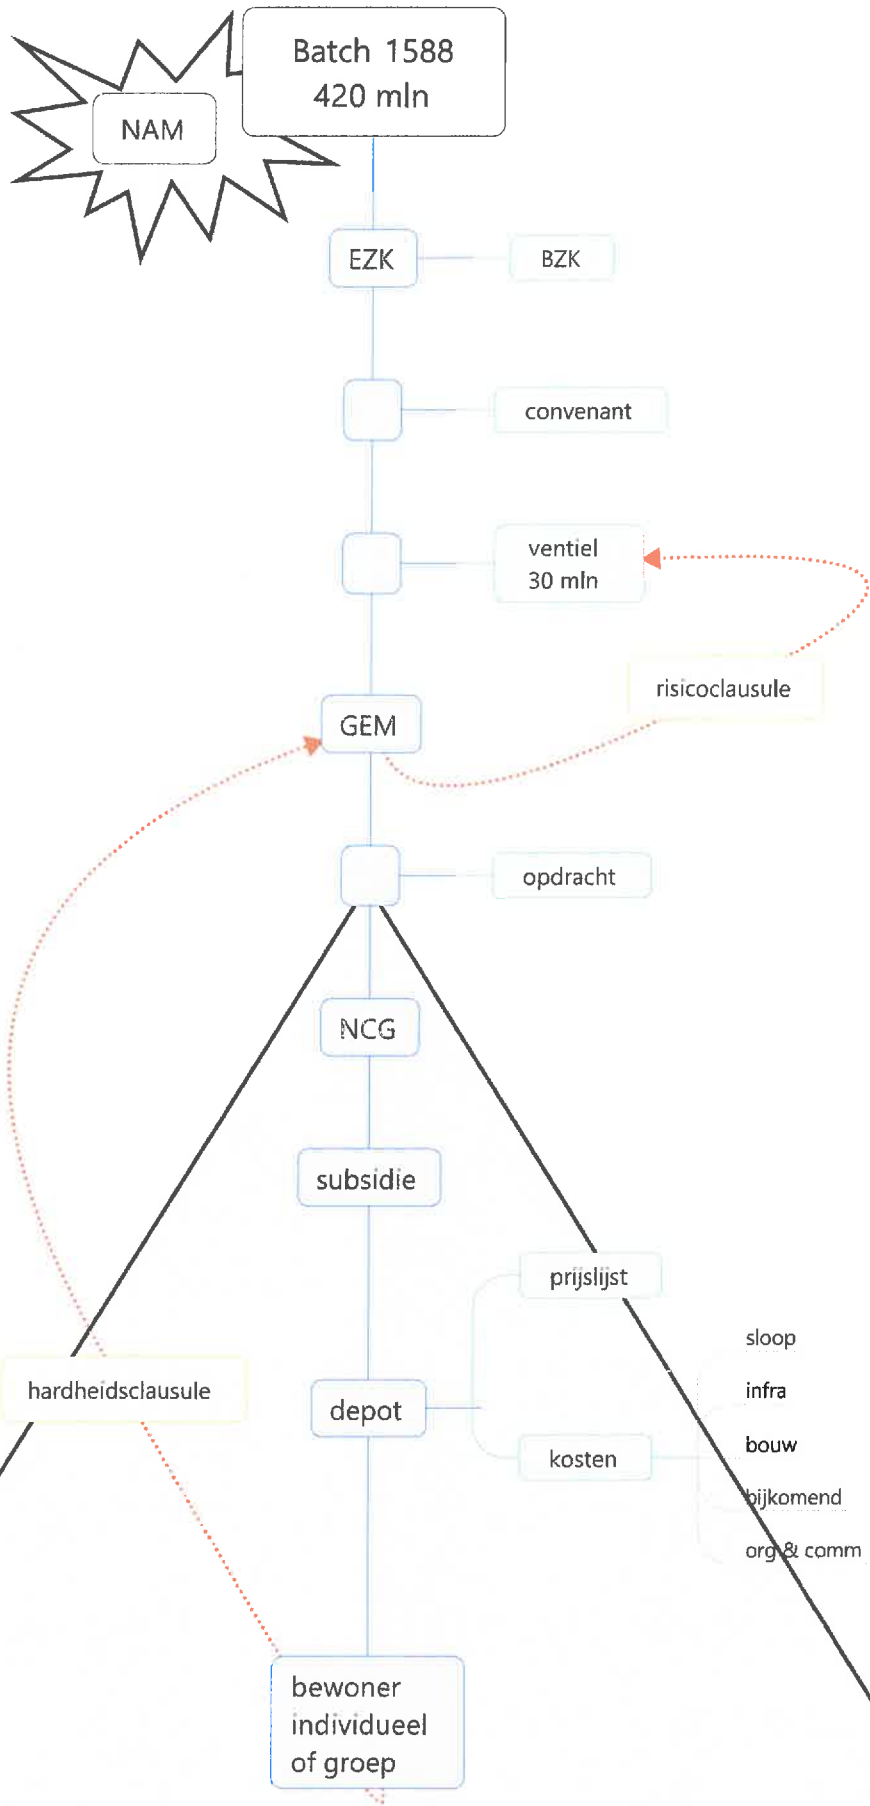 Batch 1588
420 mln
NAM
EZK
BZK
convenant
ventiel
30 mln
risicoclausule
GEM
opdracht
NCG
subsidie
prijslijst
sloop
infra
hardheidsclausule
depot
bouw
kosten
bijkomend
org & comm
bewoner
individueel
of groep